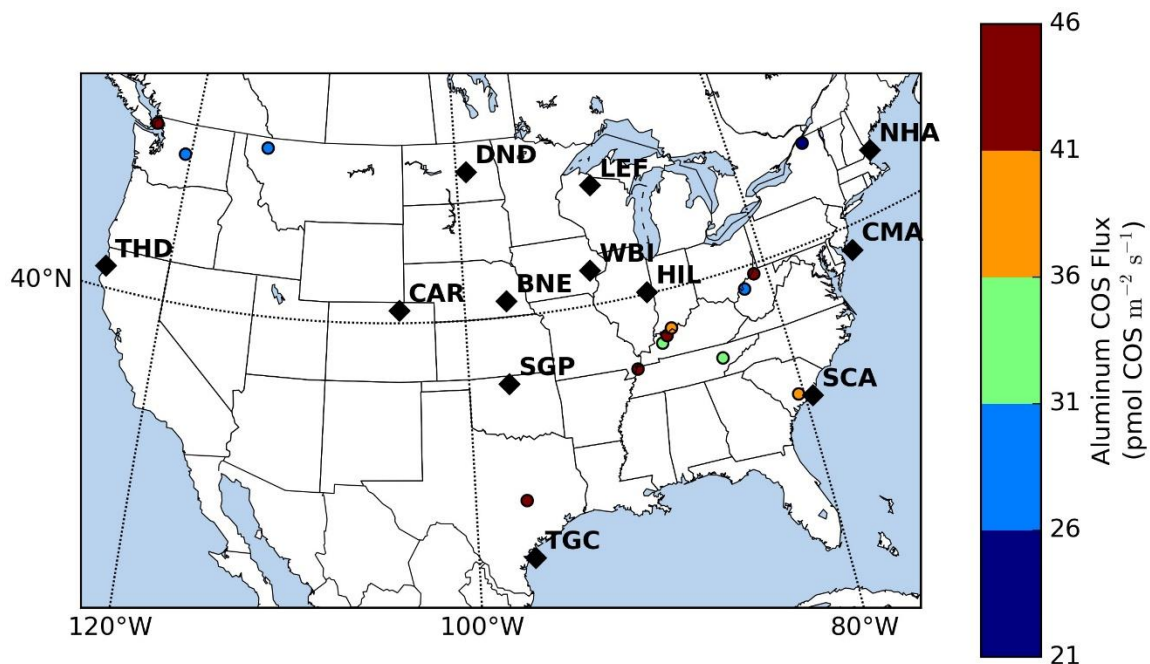 46
NHA
41
DND
LEF
CMA
THD
WBI
40°N
CAR
BNE
HIL
36
SGP
SCA
31
TGC
26
120°W
100°W
80°W
21
Aluminum COS Flux
(pmol COS m⁻² s⁻¹)